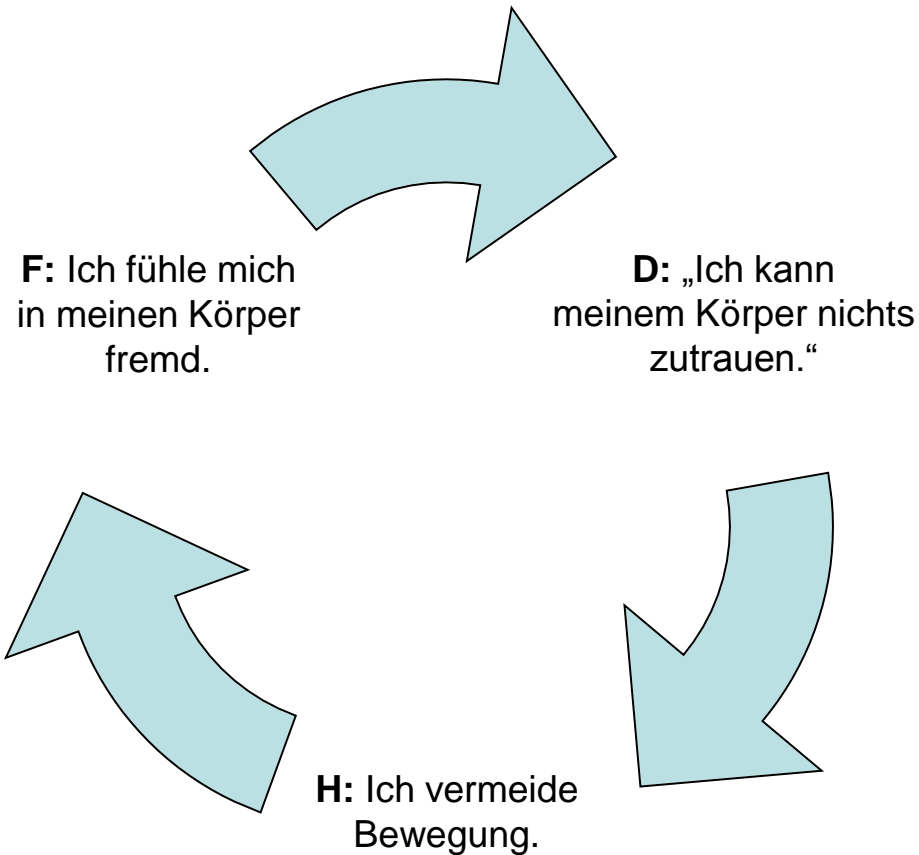 F: Ich fühle mich
in meinen Körper
fremd.
D: „Ich kann
meinem Körper nichts
zutrauen.“
H: Ich vermeide
Bewegung.